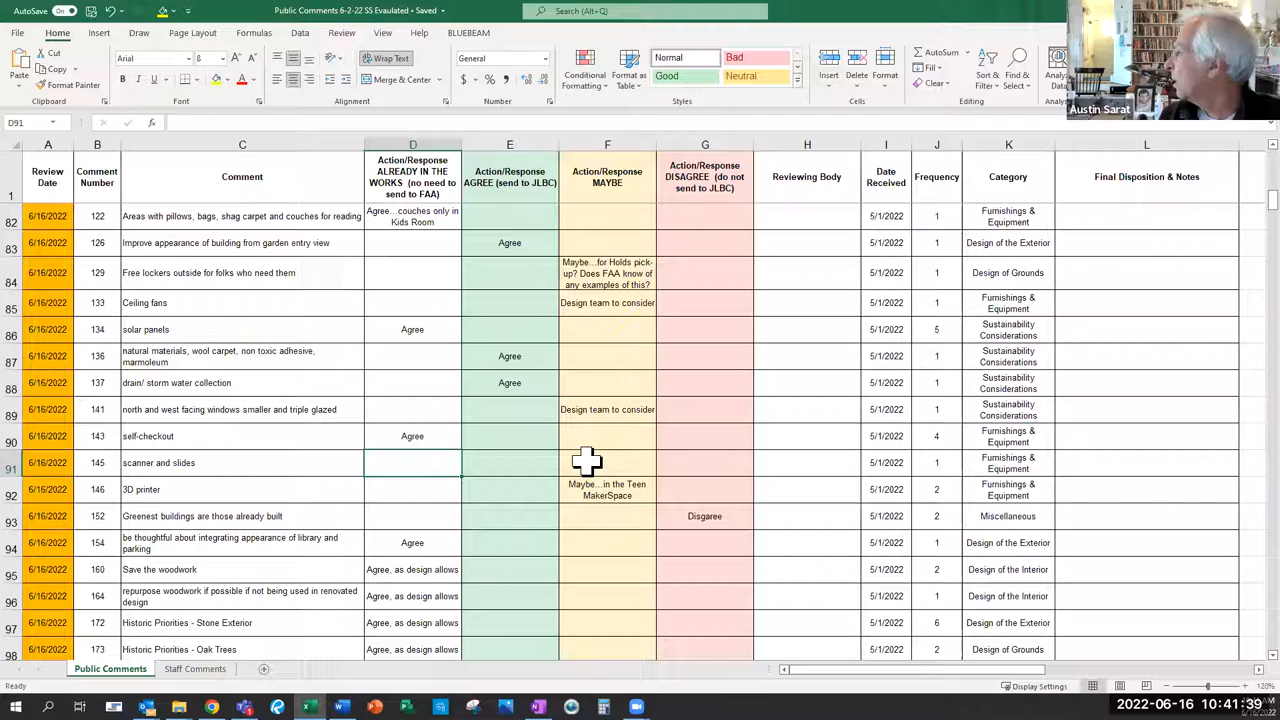 AutoSave On Public Comments 6-2-22 SS Evaulated • Saved Search (Alt+Q)
File Home Insert Draw Page Layout Formulas Data Review View Help BLUEBEAM
Paste Cut Copy Format Painter Clipboard
Arial 8 B I U A Font
Wrap Text Merge & Center Alignment
General $ % Number
Conditional Formatting Format as Table Normal Bad Good Neutral Styles
Insert Delete Format Cells
AutoSum Fill Clear Sort & Filter Find & Select Editing
Austin Sarat
D91 fx
A B C D E F G H I J K L
1 Review Date Comment Number Comment Action/Response ALREADY IN THE WORKS (no need to send to FAA) Action/Response AGREE (send to JLBC) Action/Response MAYBE Action/Response DISAGREE (do not send to JLBC) Reviewing Body Date Received Frequency Category Final Disposition & Notes
82 6/16/2022 122 Areas with pillows, bags, shag carpet and couches for reading Agree...couches only in Kids Room 5/1/2022 1 Furnishings & Equipment
83 6/16/2022 126 Improve appearance of building from garden entry view Agree 5/1/2022 1 Design of the Exterior
84 6/16/2022 129 Free lockers outside for folks who need them Maybe...for Holds pick-up? Does FAA know of any examples of this? 5/1/2022 1 Design of Grounds
85 6/16/2022 133 Ceiling fans Design team to consider 5/1/2022 1 Furnishings & Equipment
86 6/16/2022 134 solar panels Agree 5/1/2022 5 Sustainability Considerations
87 6/16/2022 136 natural materials, wool carpet, non toxic adhesive, marmoleum Agree 5/1/2022 1 Sustainability Considerations
88 6/16/2022 137 drain/ storm water collection Agree 5/1/2022 1 Sustainability Considerations
89 6/16/2022 141 north and west facing windows smaller and triple glazed Design team to consider 5/1/2022 1 Sustainability Considerations
90 6/16/2022 143 self-checkout Agree 5/1/2022 4 Furnishings & Equipment
91 6/16/2022 145 scanner and slides 5/1/2022 1 Furnishings & Equipment
92 6/16/2022 146 3D printer Maybe...in the Teen MakerSpace 5/1/2022 2 Furnishings & Equipment
93 6/16/2022 152 Greenest buildings are those already built Disgaree 5/1/2022 2 Miscellaneous
94 6/16/2022 154 be thoughtful about integrating appearance of library and parking Agree 5/1/2022 1 Design of the Exterior
95 6/16/2022 160 Save the woodwork Agree, as design allows 5/1/2022 2 Design of the Interior
96 6/16/2022 164 repurpose woodwork if possible if not being used in renovated design Agree, as design allows 5/1/2022 1 Design of the Interior
97 6/16/2022 172 Historic Priorities - Stone Exterior Agree, as design allows 5/1/2022 6 Design of the Exterior
98 6/16/2022 173 Historic Priorities - Oak Trees Agree, as design allows 5/1/2022 2 Design of Grounds
Public Comments Staff Comments
Ready Display Settings 120%
2022-06-16 10:41:39